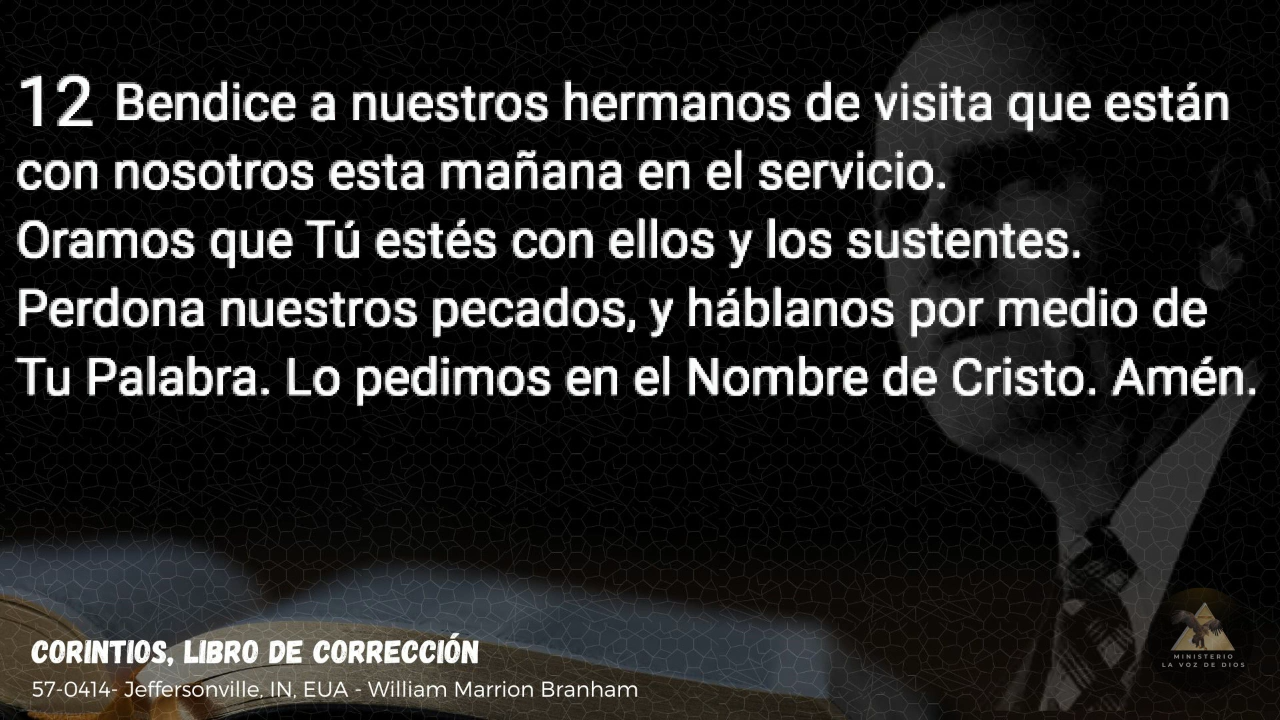 12 Bendice a nuestros hermanos de visita que están
con nosotros esta mañana en el servicio.
Oramos que Tú estés con ellos y los sustentes.
Perdona nuestros pecados, y háblanos por medio de
Tu Palabra. Lo pedimos en el Nombre de Cristo. Amén.
CORINTIOS, LIBRO DE CORRECCIÓN
57-0414- Jeffersonville, IN, EUA - William Marrion Branham
MINISTERIO
LA VOZ DE DIOS